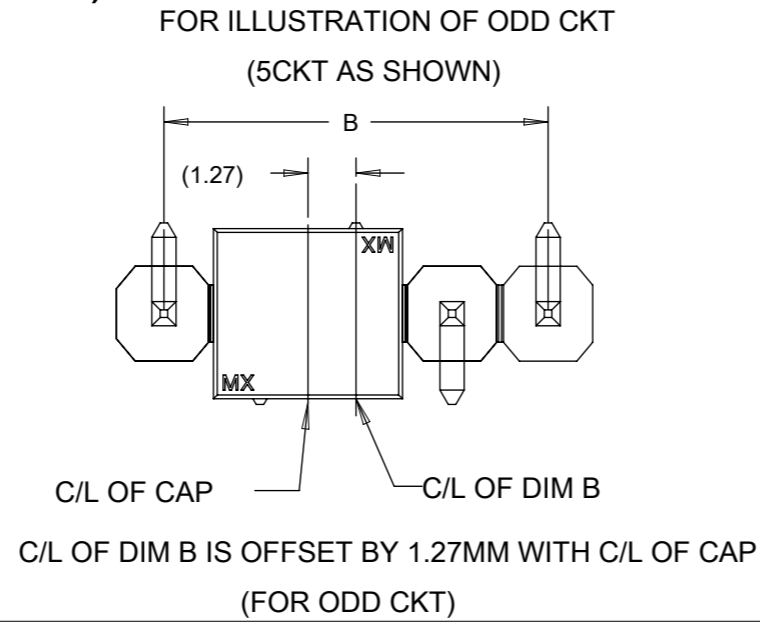 FOR ILLUSTRATION OF ODD CKT
(5CKT AS SHOWN)
B
(1.27)
MX
MX
C/L OF CAP
C/L OF DIM B
C/L OF DIM B IS OFFSET BY 1.27MM WITH C/L OF CAP
(FOR ODD CKT)